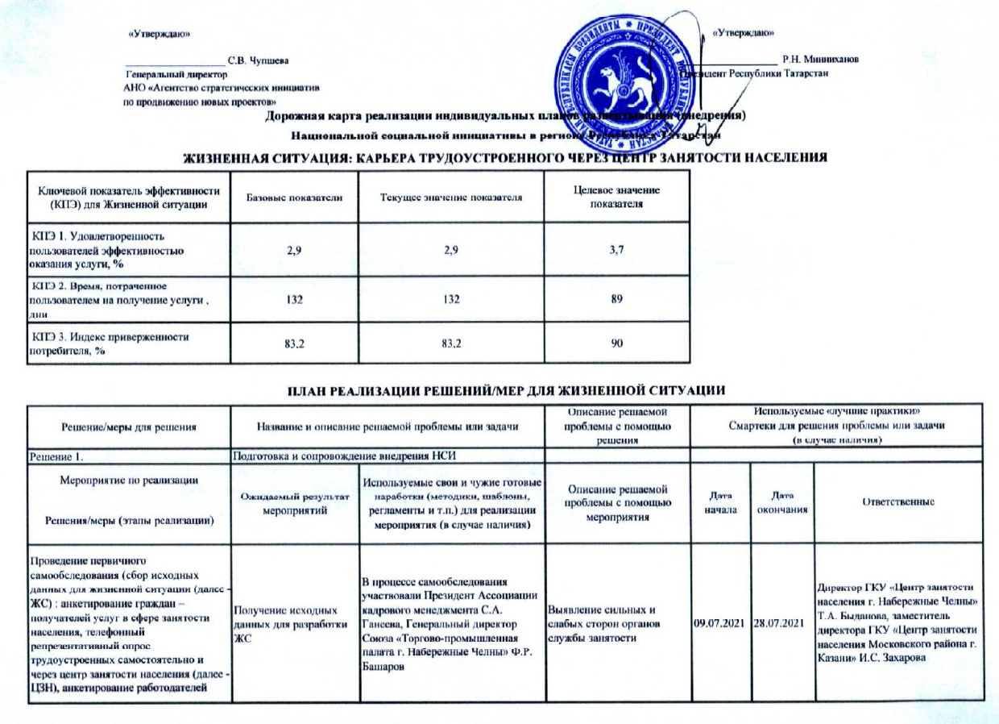 «Утверждаю»
____________________ С.В. Чупшева
Генеральный директор
АНО «Агентство стратегических инициатив
по продвижению новых проектов»
«Утверждаю»
____________________ Р.Н. Минниханов
Президент Республики Татарстан
Дорожная карта реализации индивидуальных планов развертывания (внедрения)
Национальной социальной инициативы в регионе Республика Татарстан
ЖИЗНЕННАЯ СИТУАЦИЯ: КАРЬЕРА ТРУДОУСТРОЕННОГО ЧЕРЕЗ ЦЕНТР ЗАНЯТОСТИ НАСЕЛЕНИЯ
Ключевой показатель эффективности
(КПЭ) для Жизненной ситуации
Базовые показатели
Текущее значение показателя
Целевое значение
показателя
КПЭ 1. Удовлетворенность
пользователей эффективностью
оказания услуги, %
2,9
2,9
3,7
КПЭ 2. Время, потраченное
пользователем на получение услуги ,
дни
132
132
89
КПЭ 3. Индекс приверженности
потребителя, %
83,2
83,2
90
ПЛАН РЕАЛИЗАЦИИ РЕШЕНИЙ/МЕР ДЛЯ ЖИЗНЕННОЙ СИТУАЦИИ
Решение/меры для решения
Название и описание решаемой проблемы или задачи
Описание решаемой
проблемы с помощью
решения
Используемые «лучшие практики»
Смартеки для решения проблемы или задачи
(в случае наличия)
Решение 1.
Подготовка и сопровождение внедрения НСИ
Мероприятие по реализации
Решения/меры (этапы реализации)
Ожидаемый результат
мероприятий
Используемые свои и чужие готовые
наработки (методики, шаблоны,
регламенты и т.п.) для реализации
мероприятия (в случае наличия)
Описание решаемой
проблемы с помощью
мероприятия
Дата
начала
Дата
окончания
Ответственные
Проведение первичного
самообследования (сбор исходных
данных для жизненной ситуации (далее -
ЖС) : анкетирование граждан –
получателей услуг в сфере занятости
населения, телефонный
репрезентативный опрос
трудоустроенных самостоятельно и
через центр занятости населения (далее -
ЦЗН), анкетирование работодателей
Получение исходных
данных для разработки
ЖС
В процессе самообследования
участвовали Президент Ассоциации
кадрового менеджмента С.А.
Ганеева, Генеральный директор
Союза «Торгово-промышленная
палата г. Набережные Челны» Ф.Р.
Башаров
Выявление сильных и
слабых сторон органов
службы занятости
09.07.2021
28.07.2021
Директор ГКУ «Центр занятости
населения г. Набережные Челны»
Т.А. Быданова, заместитель
директора ГКУ «Центр занятости
населения Московского района г.
Казани» И.С. Захарова